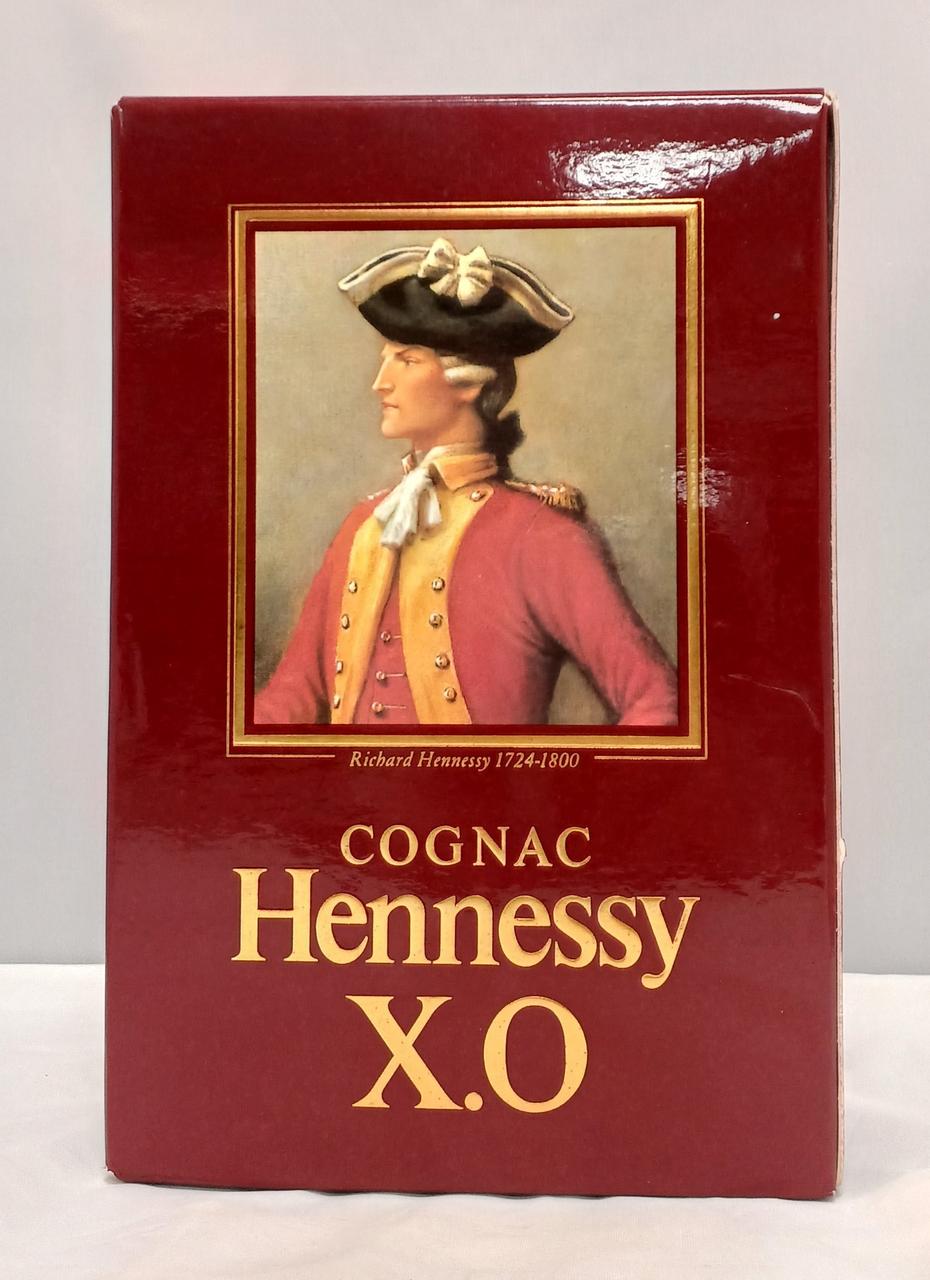 Richard Hennessy 1724-1800
COGNAC
Hennessy
X.O